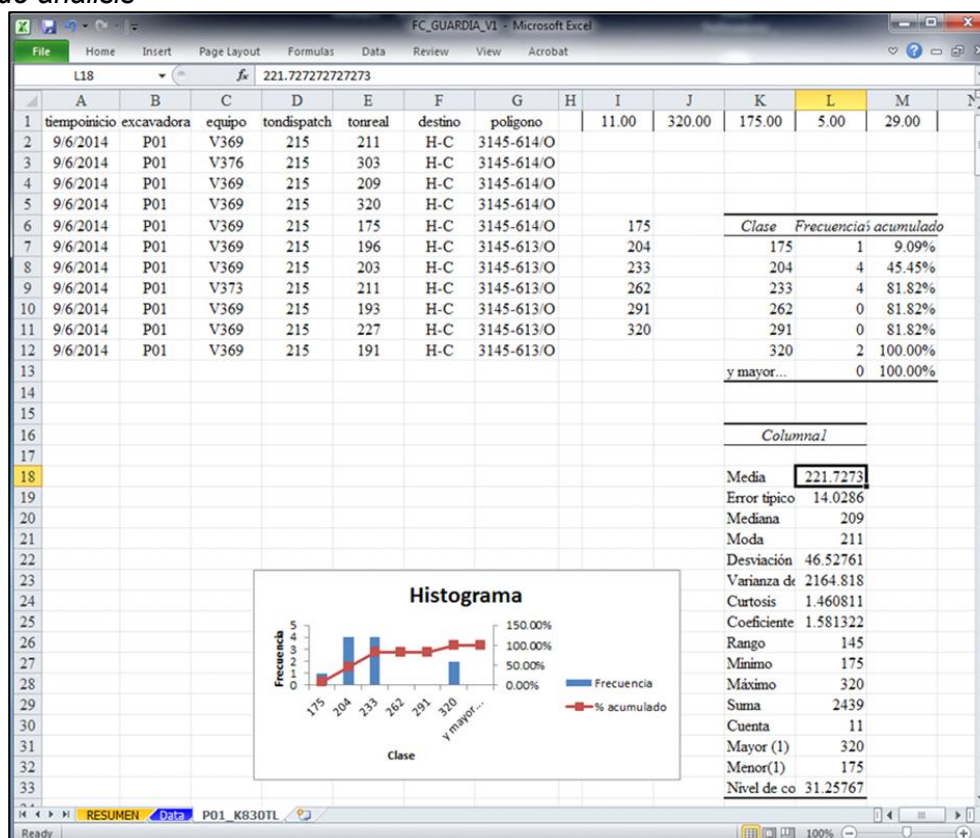 do análisis
FC_GUARDIA_V1 - Microsoft Excel
File Home Insert Page Layout Formulas Data Review View Acrobat
L18 fx 221.727272727273
A B C D E F G H I J K L M N
1 tiempoinicio excavadora equipo tondispatch tonreal destino poligono 11.00 320.00 175.00 5.00 29.00
2 9/6/2014 P01 V369 215 211 H-C 3145-614/O
3 9/6/2014 P01 V376 215 303 H-C 3145-614/O
4 9/6/2014 P01 V369 215 209 H-C 3145-614/O
5 9/6/2014 P01 V369 215 320 H-C 3145-614/O
6 9/6/2014 P01 V369 215 175 H-C 3145-614/O 175 Clase Frecuencia acumulado
7 9/6/2014 P01 V369 215 196 H-C 3145-613/O 204 175 1 9.09%
8 9/6/2014 P01 V369 215 203 H-C 3145-613/O 233 204 4 45.45%
9 9/6/2014 P01 V373 215 211 H-C 3145-613/O 262 233 4 81.82%
10 9/6/2014 P01 V369 215 193 H-C 3145-613/O 291 262 0 81.82%
11 9/6/2014 P01 V369 215 227 H-C 3145-613/O 320 291 0 81.82%
12 9/6/2014 P01 V369 215 191 H-C 3145-613/O 320 2 100.00%
13 y mayor... 0 100.00%
14
15
16 Columna1
17
18 Media 221.7273
19 Error tipico 14.0286
20 Mediana 209
21 Moda 211
22 Desviación 46.52761
23 Varianza de 2164.818
24 Curtosis 1.460811
25 Coeficiente 1.581322
26 Rango 145
27 Minimo 175
28 Máximo 320
29 Suma 2439
30 Cuenta 11
31 Mayor (1) 320
32 Menor(1) 175
33 Nivel de co 31.25767
Histograma
Frecuencia
5 4 3 2 1 0
150.00%
100.00%
50.00%
0.00%
175 204 233 262 291 320 y mayor...
Clase
Frecuencia
% acumulado
RESUMEN Data P01_K830TL
Ready 100%